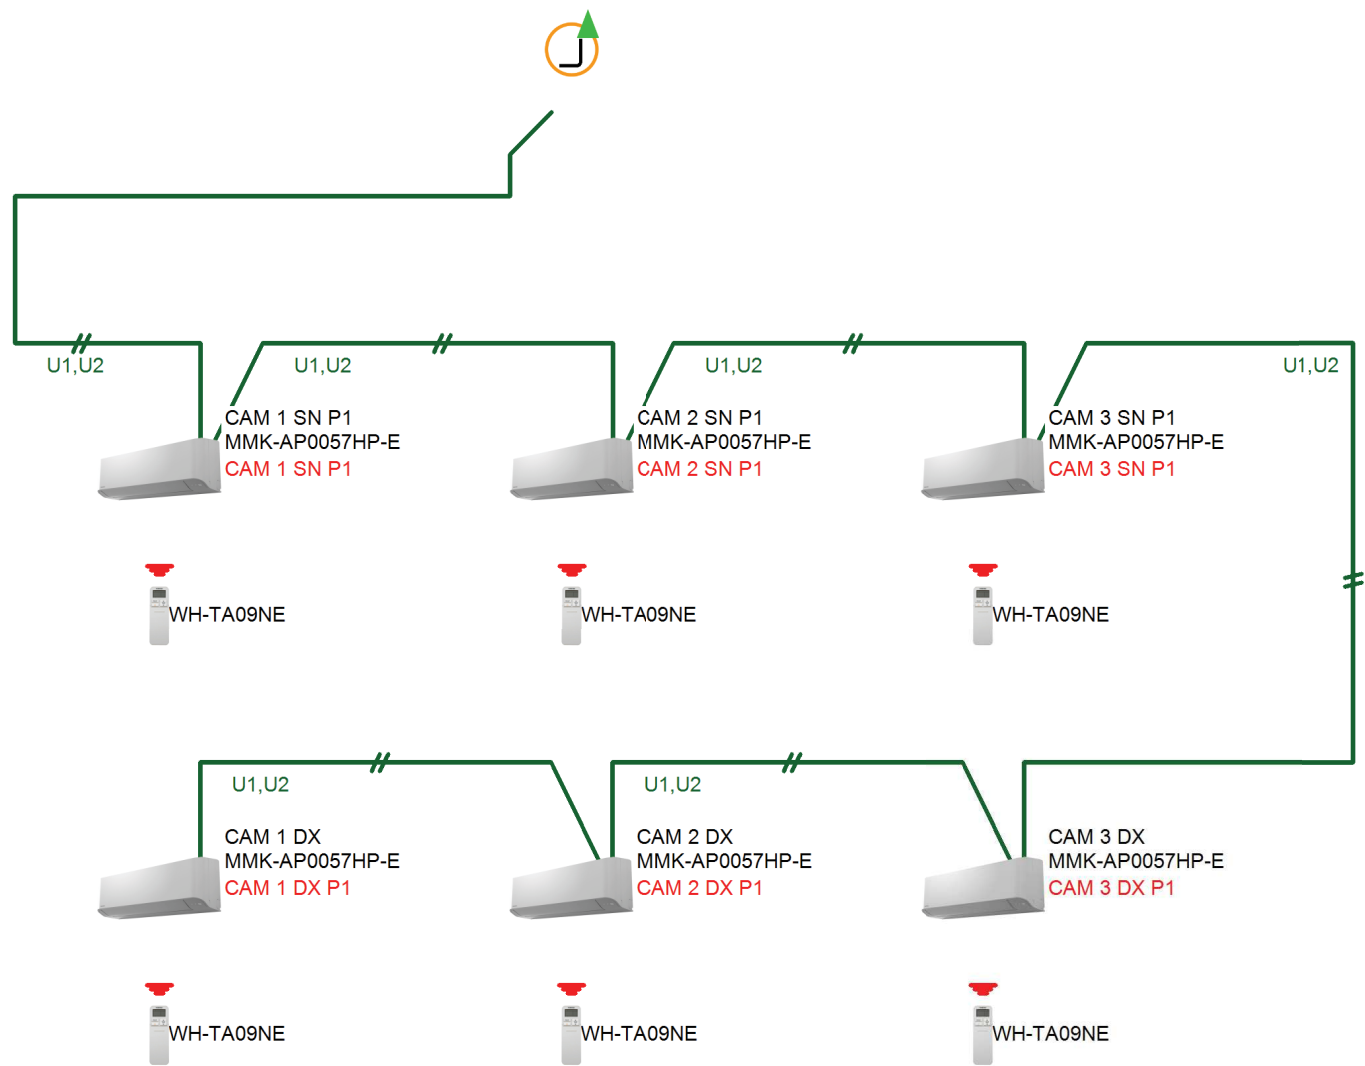 U1,U2
U1,U2
U1,U2
U1,U2
CAM 1 SN P1
MMK-AP0057HP-E
CAM 1 SN P1
CAM 2 SN P1
MMK-AP0057HP-E
CAM 2 SN P1
CAM 3 SN P1
MMK-AP0057HP-E
CAM 3 SN P1
WH-TA09NE
WH-TA09NE
WH-TA09NE
U1,U2
U1,U2
CAM 1 DX
MMK-AP0057HP-E
CAM 1 DX P1
CAM 2 DX
MMK-AP0057HP-E
CAM 2 DX P1
CAM 3 DX
MMK-AP0057HP-E
CAM 3 DX P1
WH-TA09NE
WH-TA09NE
WH-TA09NE